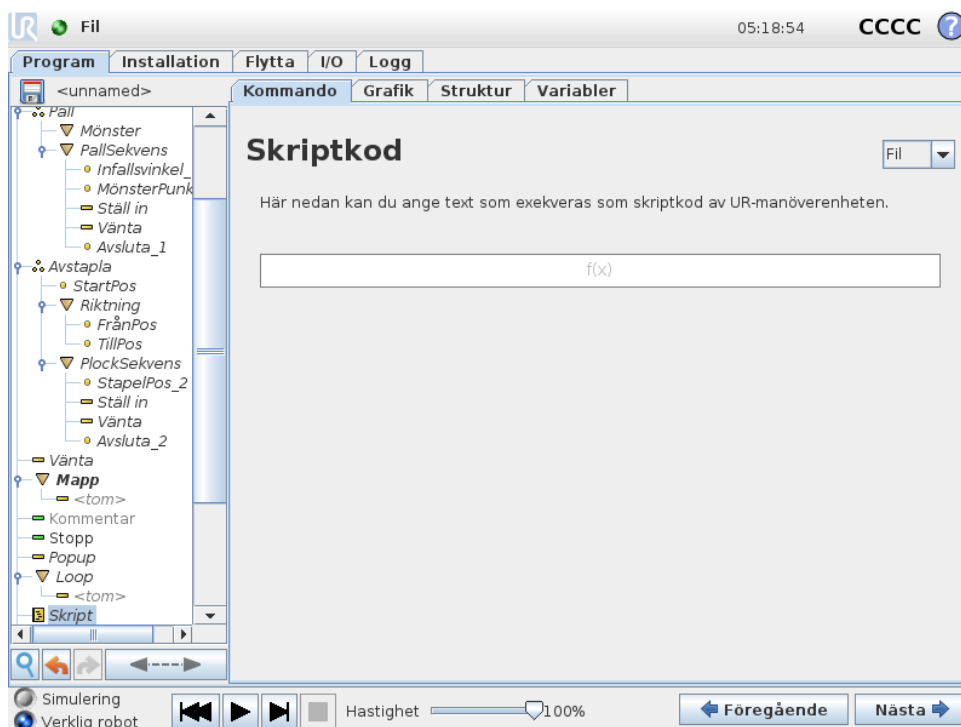 UR Fil 05:18:54 CCCC ?
Program Installation Flytta I/O Logg
<unnamed>
Kommando Grafik Struktur Variabler
Pall
Mönster
PallSekvens
Infallsvinkel_
MönsterPunk
Ställ in
Vänta
Avsluta_1
Avstapla
StartPos
Riktning
FrånPos
TillPos
PlockSekvens
StapelPos_2
Ställ in
Vänta
Avsluta_2
Vänta
Mapp
<tom>
Kommentar
Stopp
Popup
Loop
<tom>
Skript
Skriptkod
Fil
Här nedan kan du ange text som exekveras som skriptkod av UR-manöverenheten.
f(x)
Simulering
Verklig robot
Hastighet 100%
Föregående Nästa